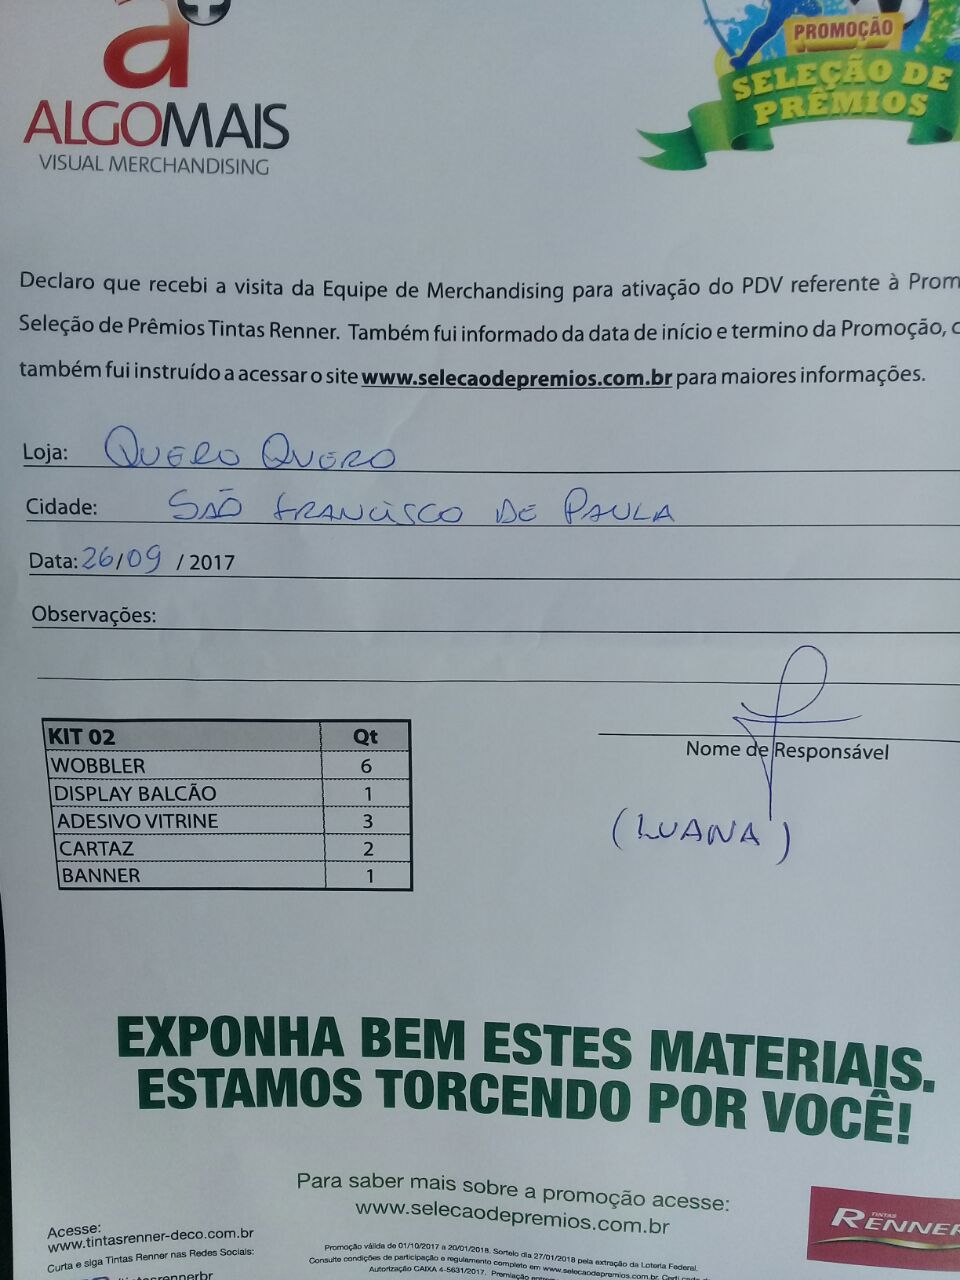 a+
ALGOMAIS
VISUAL MERCHANDISING
PROMOÇÃO
SELEÇÃO DE
PRÊMIOS
Declaro que recebi a visita da Equipe de Merchandising para ativação do PDV referente à Prom
Seleção de Prêmios Tintas Renner. Também fui informado da data de início e termino da Promoção, c
também fui instruído a acessar o site www.selecaodepremios.com.br para maiores informações.
Loja: QUERO QUERO
Cidade: SÃO FRANCISCO DE PAULA
Data: 26/09 / 2017
Observações:
Nome de Responsável
(LUANA)
KIT 02 Qt
WOBBLER 6
DISPLAY BALCÃO 1
ADESIVO VITRINE 3
CARTAZ 2
BANNER 1
EXPONHA BEM ESTES MATERIAIS.
ESTAMOS TORCENDO POR VOCÊ!
Para saber mais sobre a promoção acesse:
www.selecaodepremios.com.br
TINTAS
RENNER
Acesse:
www.tintasrenner-deco.com.br
Curta e siga Tintas Renner nas Redes Sociais:
/tintasrennerbr
Promoção válida de 01/10/2017 a 20/01/2018. Sorteio dia 27/01/2018 pela extração da Loteria Federal.
Consulte condições de participação e regulamento completo em www.selecaodepremios.com.br. Certi
Autorização CAIXA 4-5631/2017. Premiação